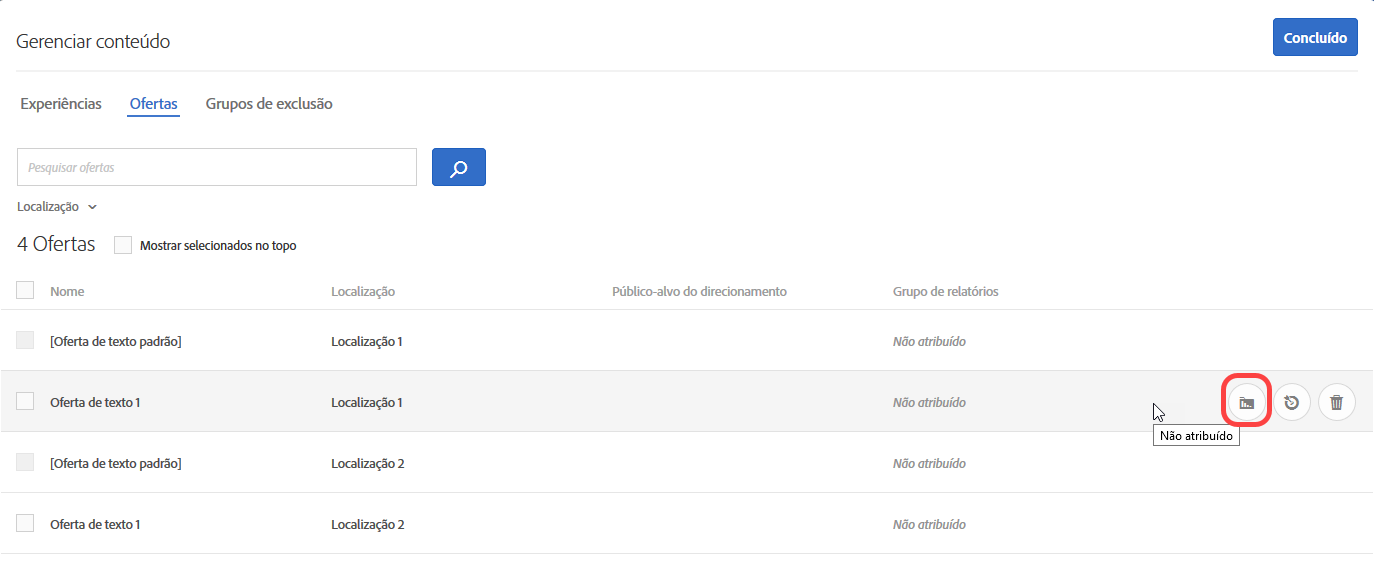 Gerenciar conteúdo
Concluído
Experiências Ofertas Grupos de exclusão
Pesquisar ofertas
Localização
4 Ofertas Mostrar selecionados no topo
Nome Localização Público-alvo do direcionamento Grupo de relatórios
[Oferta de texto padrão] Localização 1 Não atribuído
Oferta de texto 1 Localização 1 Não atribuído
Não atribuído
[Oferta de texto padrão] Localização 2 Não atribuído
Oferta de texto 1 Localização 2 Não atribuído